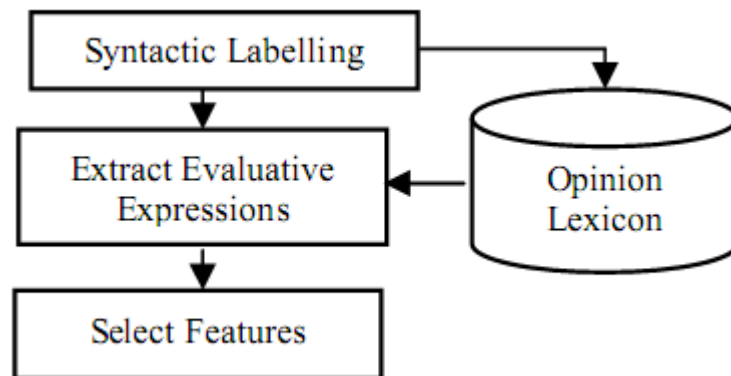 Syntactic Labelling
Extract Evaluative
Expressions
Opinion
Lexicon
Select Features